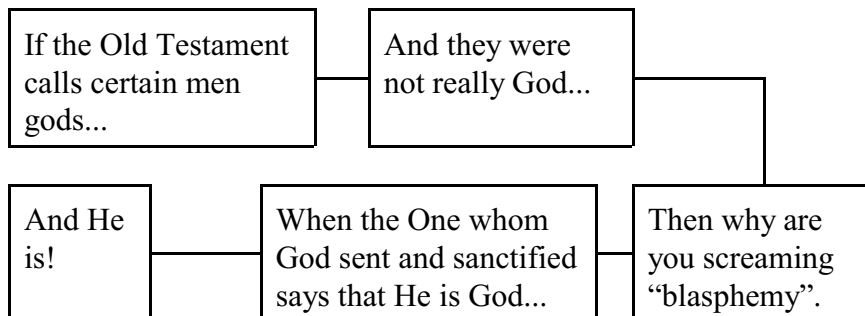 If the Old Testament
calls certain men
gods...
And they were
not really God...
Then why are
you screaming
“blasphemy”.
When the One whom
God sent and sanctified
says that He is God...
And He
is!